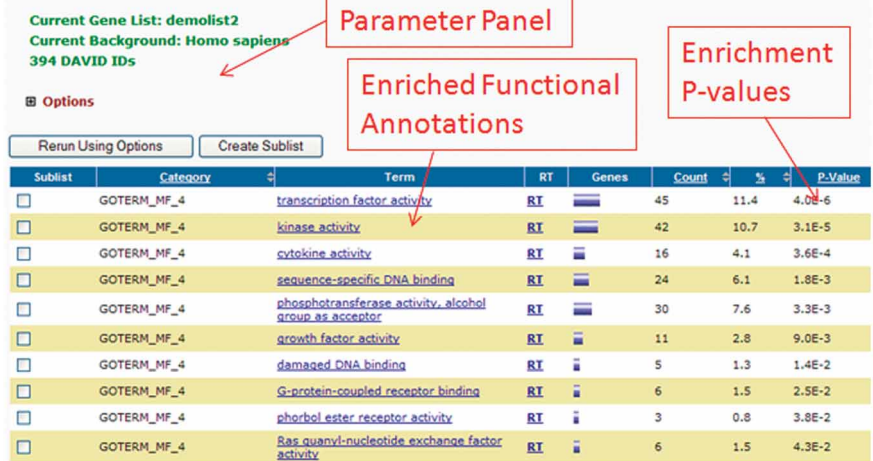 Current Gene List: demolist2
Current Background: Homo sapiens
394 DAVID IDs
Parameter Panel
Enriched Functional
Annotations
Enrichment
P-values
Options
Rerun Using Options Create Sublist
Sublist Category Term RT Genes Count % P-Value
GOTERM_MF_4 transcription factor activity RT 45 11.4 4.0E-6
GOTERM_MF_4 kinase activity RT 42 10.7 3.1E-5
GOTERM_MF_4 cytokine activity RT 16 4.1 3.6E-4
GOTERM_MF_4 sequence-specific DNA binding RT 24 6.1 1.8E-3
GOTERM_MF_4 phosphotransferase activity, alcohol
group as acceptor RT 30 7.6 3.3E-3
GOTERM_MF_4 growth factor activity RT 11 2.8 9.0E-3
GOTERM_MF_4 damaged DNA binding RT 5 1.3 1.4E-2
GOTERM_MF_4 G-protein-coupled receptor binding RT 6 1.5 2.5E-2
GOTERM_MF_4 phorbol ester receptor activity RT 3 0.8 3.8E-2
GOTERM_MF_4 Ras guanyl-nucleotide exchange factor
activity RT 6 1.5 4.3E-2